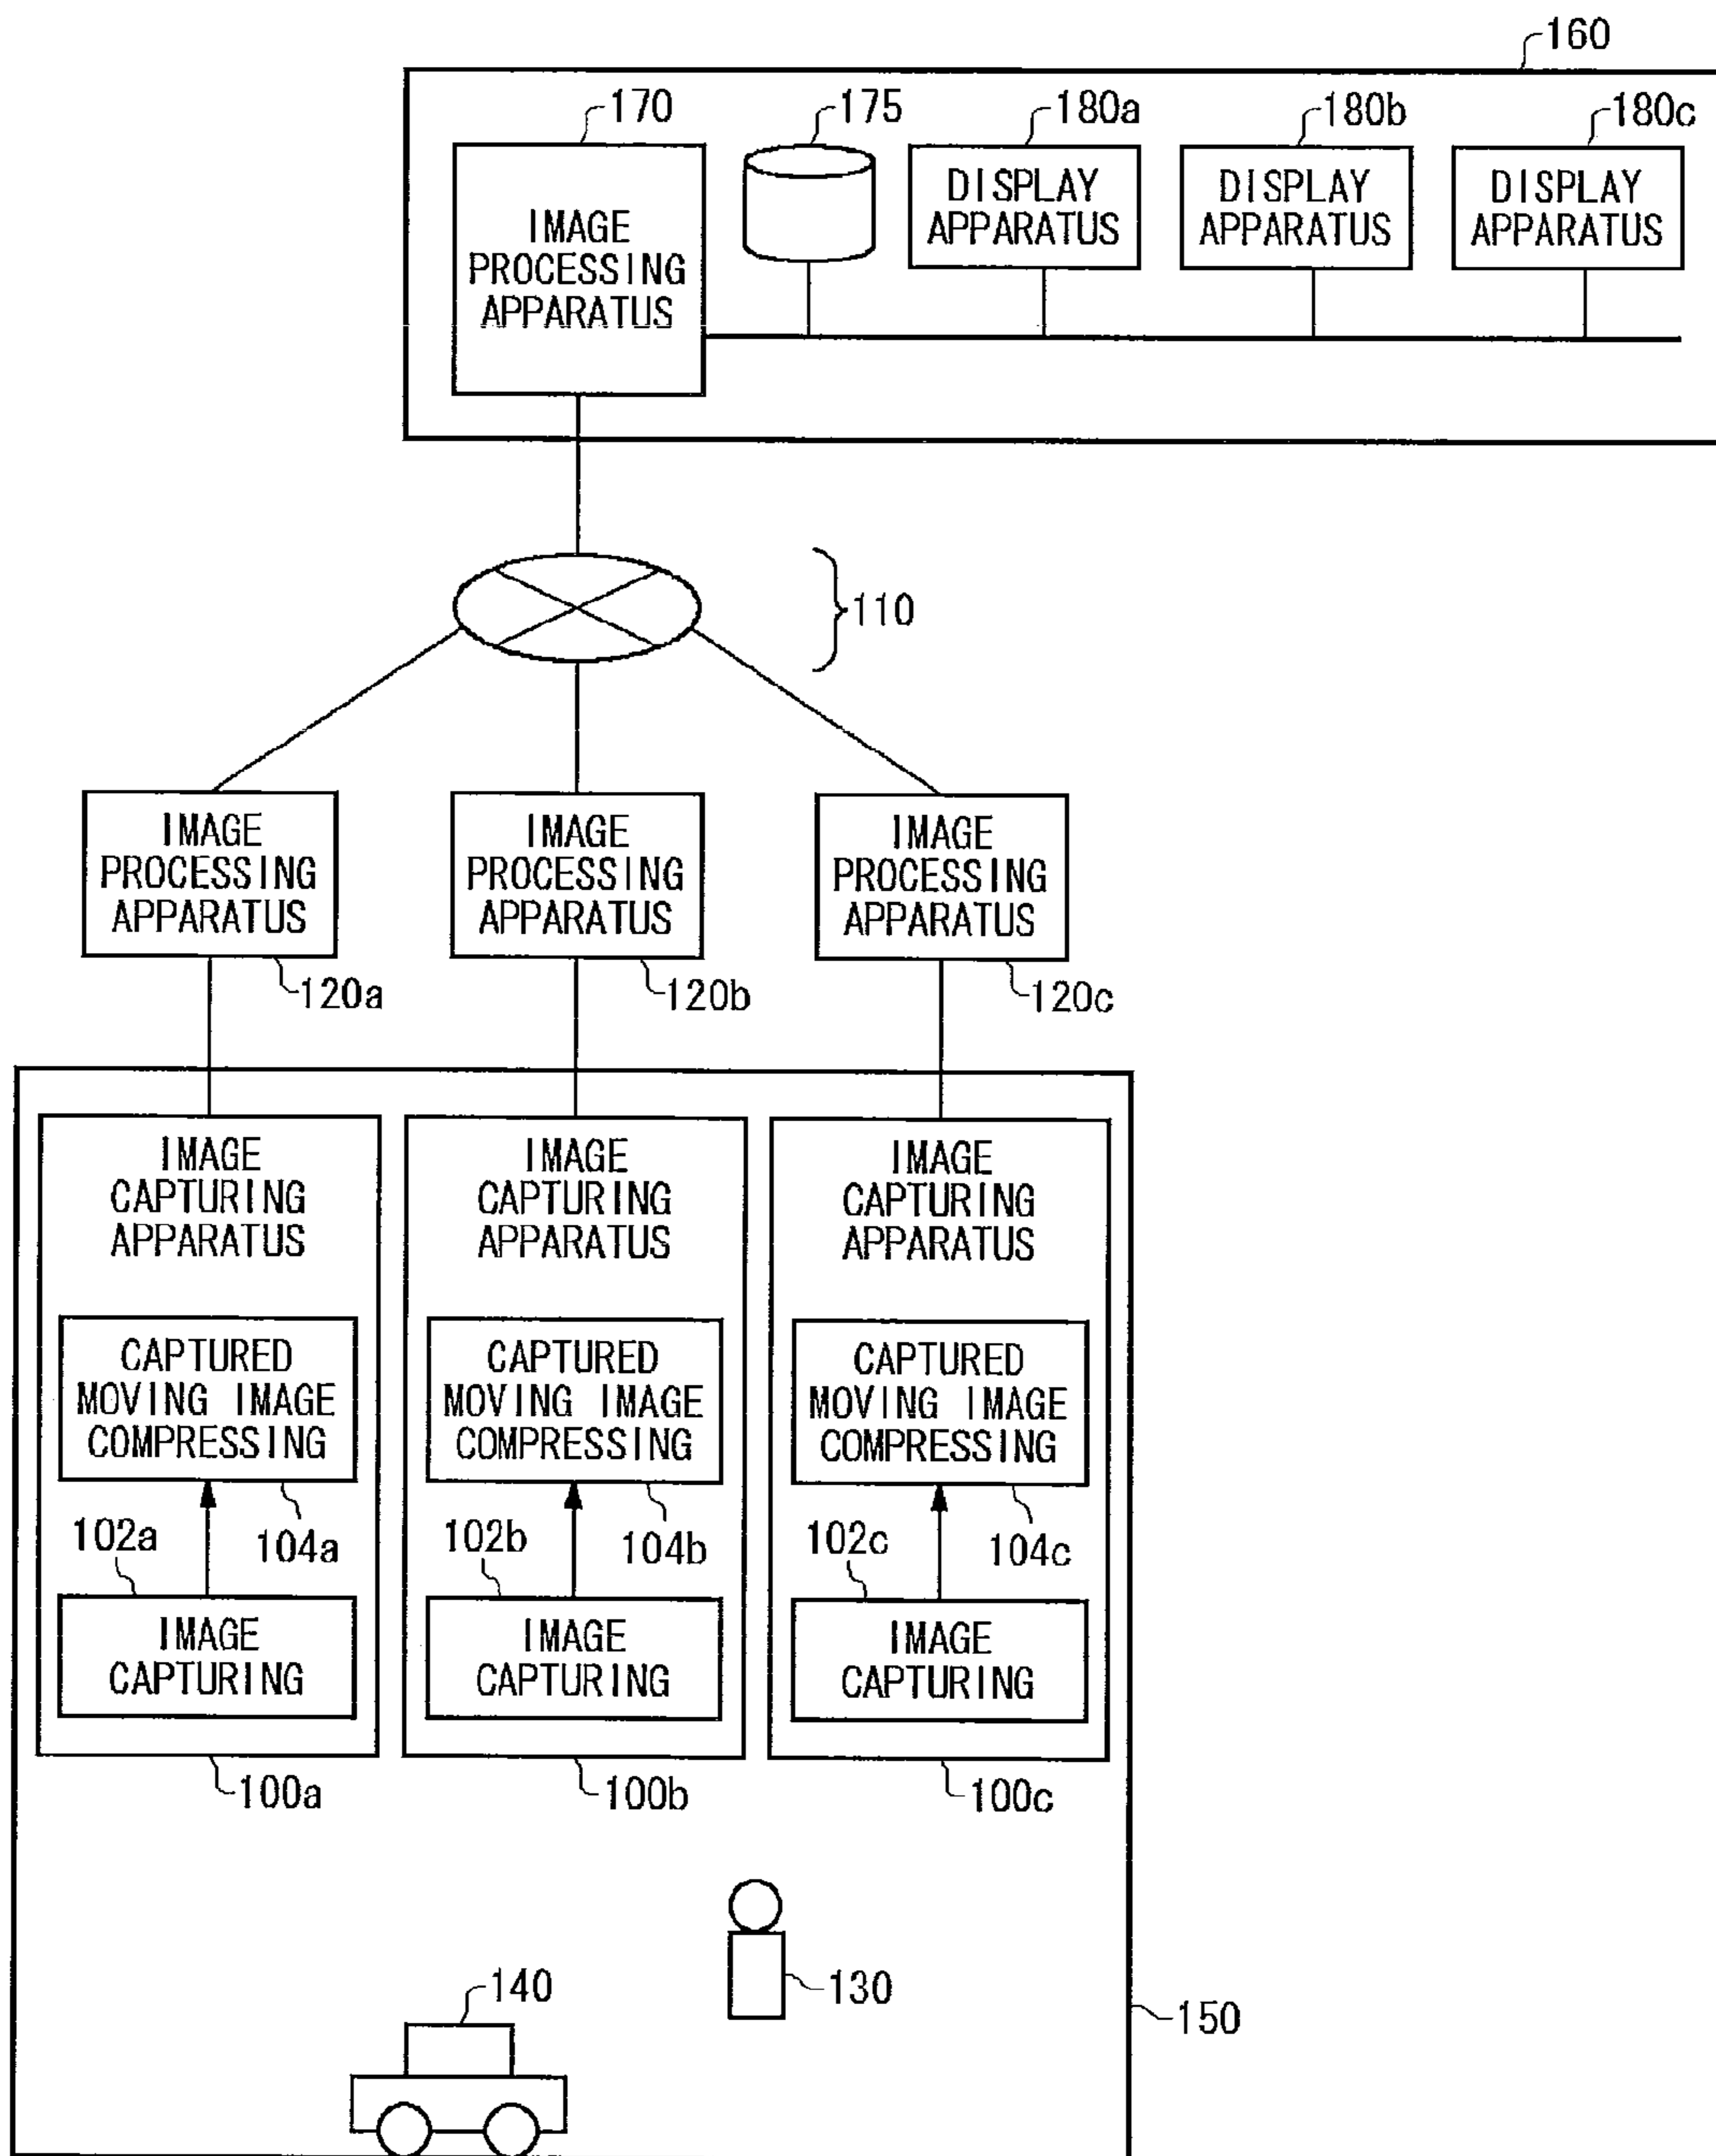 160
170
175
180a
180b
180c
IMAGE
PROCESSING
APPARATUS
DISPLAY
APPARATUS
DISPLAY
APPARATUS
DISPLAY
APPARATUS
110
IMAGE
PROCESSING
APPARATUS
IMAGE
PROCESSING
APPARATUS
IMAGE
PROCESSING
APPARATUS
120a
120b
120c
IMAGE
CAPTURING
APPARATUS
CAPTURED
MOVING IMAGE
COMPRESSING
102a
104a
IMAGE
CAPTURING
100a
IMAGE
CAPTURING
APPARATUS
CAPTURED
MOVING IMAGE
COMPRESSING
102b
104b
IMAGE
CAPTURING
100b
IMAGE
CAPTURING
APPARATUS
CAPTURED
MOVING IMAGE
COMPRESSING
102c
104c
IMAGE
CAPTURING
100c
130
140
150